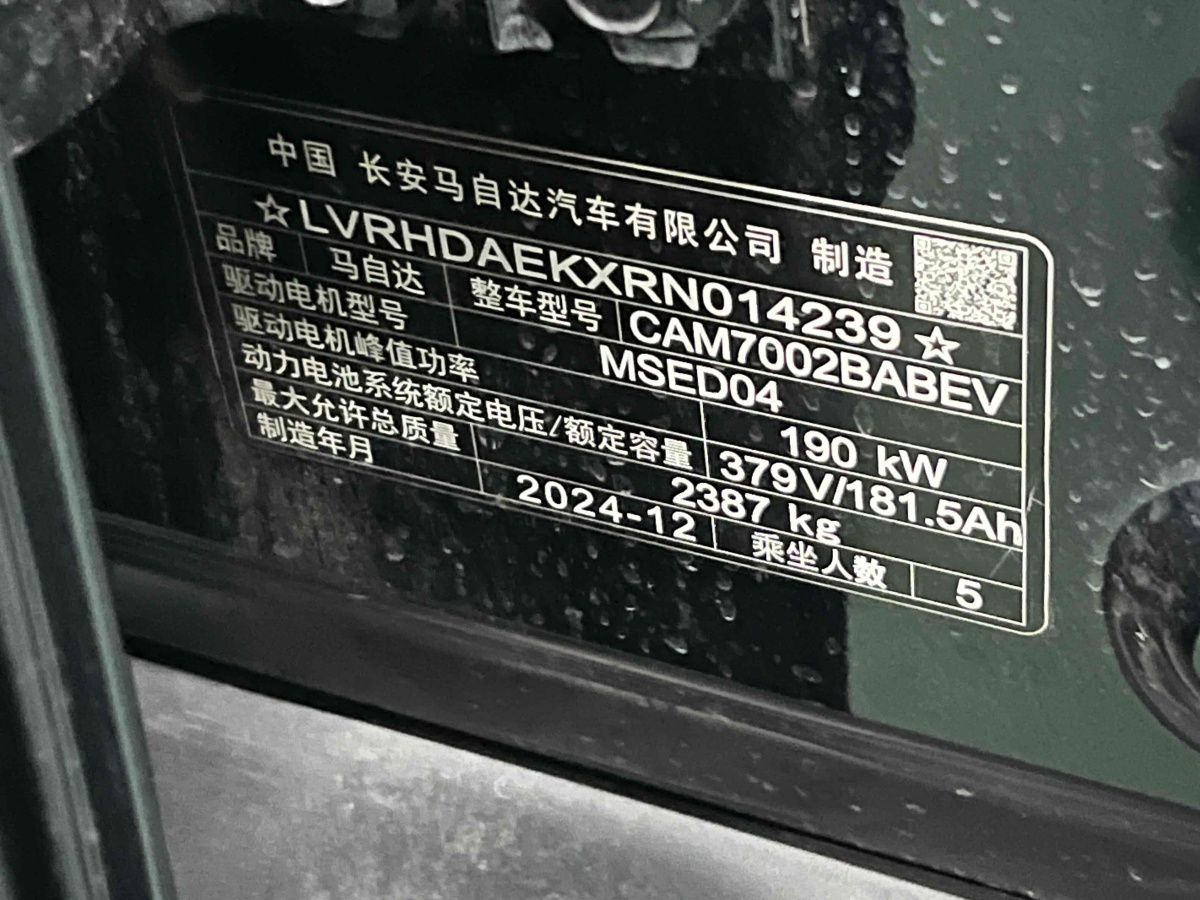 中国 长安马自达汽车有限公司 制造
☆LVRHDAEKXRN014239☆
品牌 马自达 整车型号 CAM7002BABEV
驱动电机型号 MSED04
驱动电机峰值功率 190 kW
动力电池系统额定电压/额定容量 379V/181.5Ah
最大允许总质量 2387 kg
制造年月 2024-12 乘坐人数 5